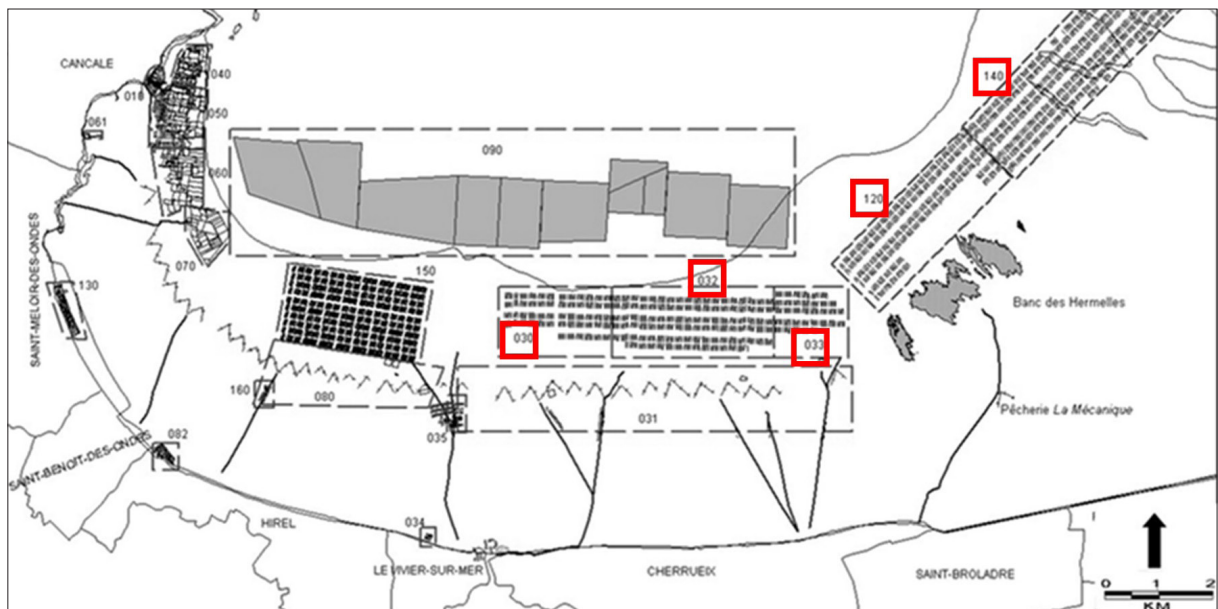 CANCALE
040
018
050
061
060
070
SAINT-MELOIR-DES-ONDES
130
090
140
120
032
150
030
033
Banc des Hermelles
160
080
031
035
Pêcherie La Mécanique
082
SAINT-BENOIT-DES-ONDES
HIREL
034
LE VIVIER-SUR-MER
CHERRUEIX
SAINT-BROLADRE
0 1 2
KM